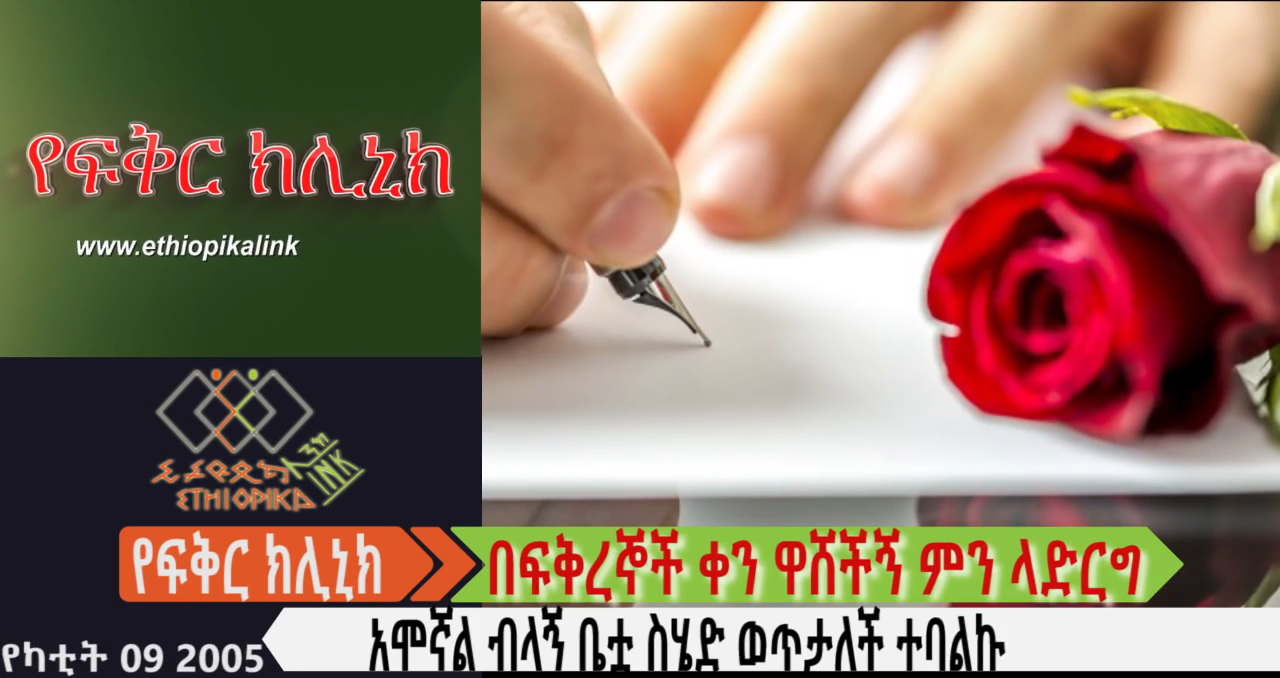 የፍቅር ክሊኒክ
www.ethiopikalink
ኢትዮጵካ ሊንክ
ETHIOPIKA LINK
የፍቅር ክሊኒክ
በፍቅረኞች ቀን ዋሸችኝ ምን ላድርግ
አሞኛል ብላኝ ቤቷ ስሄድ ወጥታለች ተባልኩ
የካቲት 09 2005